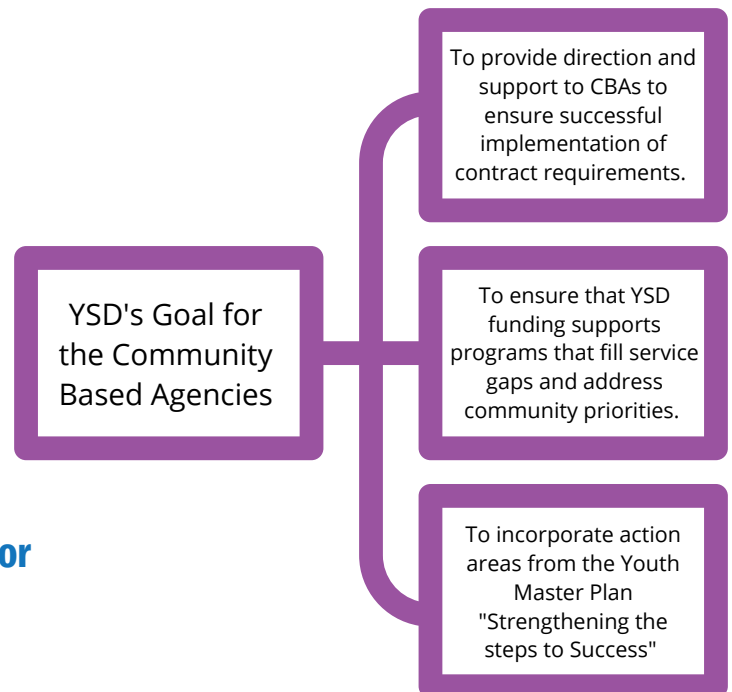 To provide direction and
support to CBAs to
ensure successful
implementation of
contract requirements.
YSD's Goal for
the Community
Based Agencies
To ensure that YSD
funding supports
programs that fill service
gaps and address
community priorities.
or
To incorporate action
areas from the Youth
Master Plan
"Strengthening the
steps to Success"